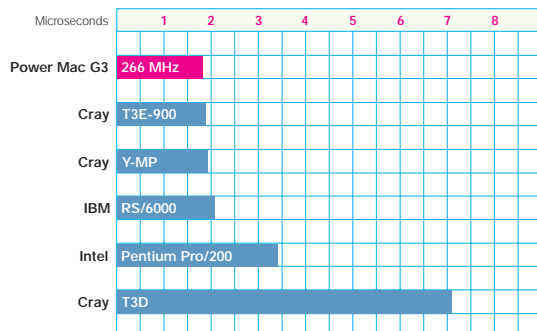 Microseconds 1 2 3 4 5 6 7 8
Power Mac G3 266 MHz
Cray T3E-900
Cray Y-MP
IBM RS/6000
Intel Pentium Pro/200
Cray T3D